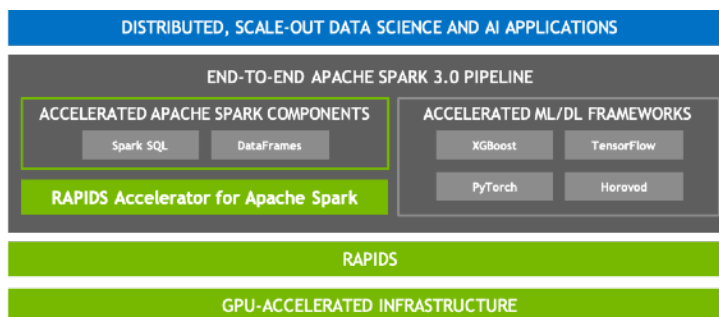 DISTRIBUTED, SCALE-OUT DATA SCIENCE AND AI APPLICATIONS
END-TO-END APACHE SPARK 3.0 PIPELINE
ACCELERATED APACHE SPARK COMPONENTS
Spark SQL
DataFrames
RAPIDS Accelerator for Apache Spark
ACCELERATED ML/DL FRAMEWORKS
XGBoost
TensorFlow
PyTorch
Horovod
RAPIDS
GPU-ACCELERATED INFRASTRUCTURE